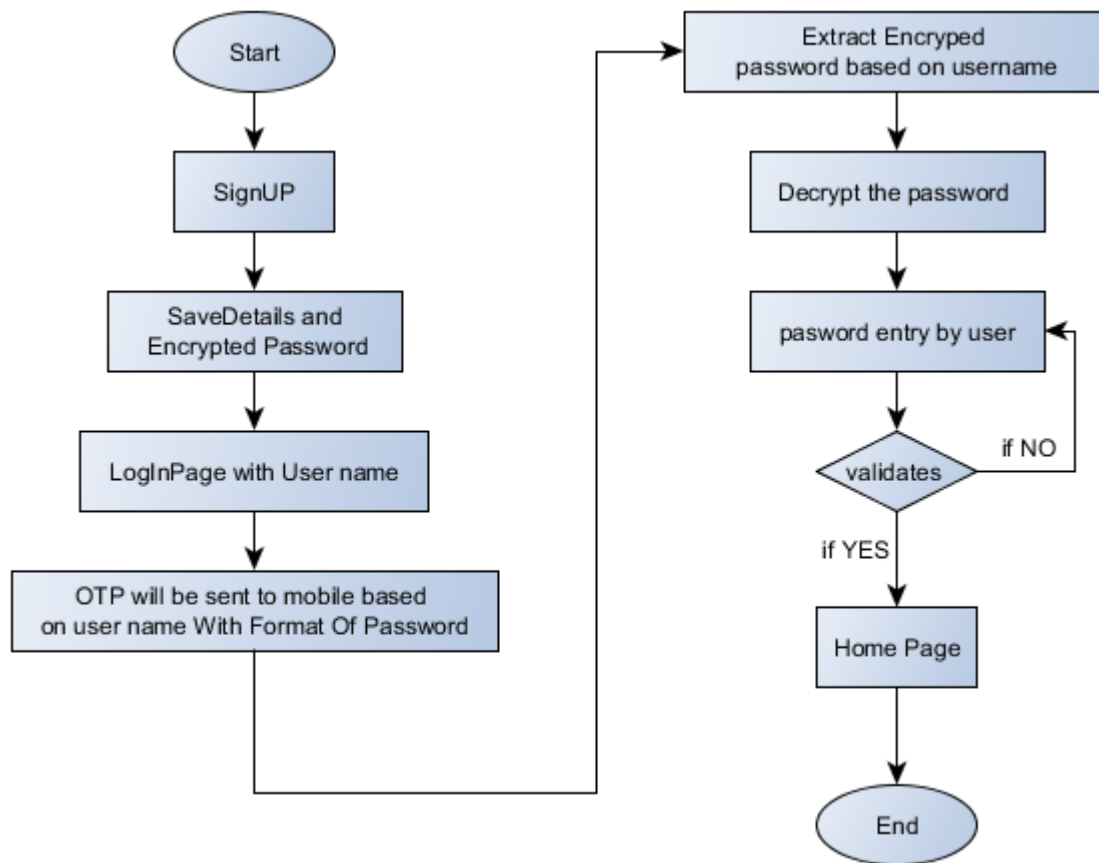 Start
SignUP
SaveDetails and
Encrypted Password
LogInPage with User name
OTP will be sent to mobile based
on user name With Format Of Password
Extract Encryped
password based on username
Decrypt the password
pasword entry by user
validates
if NO
if YES
Home Page
End